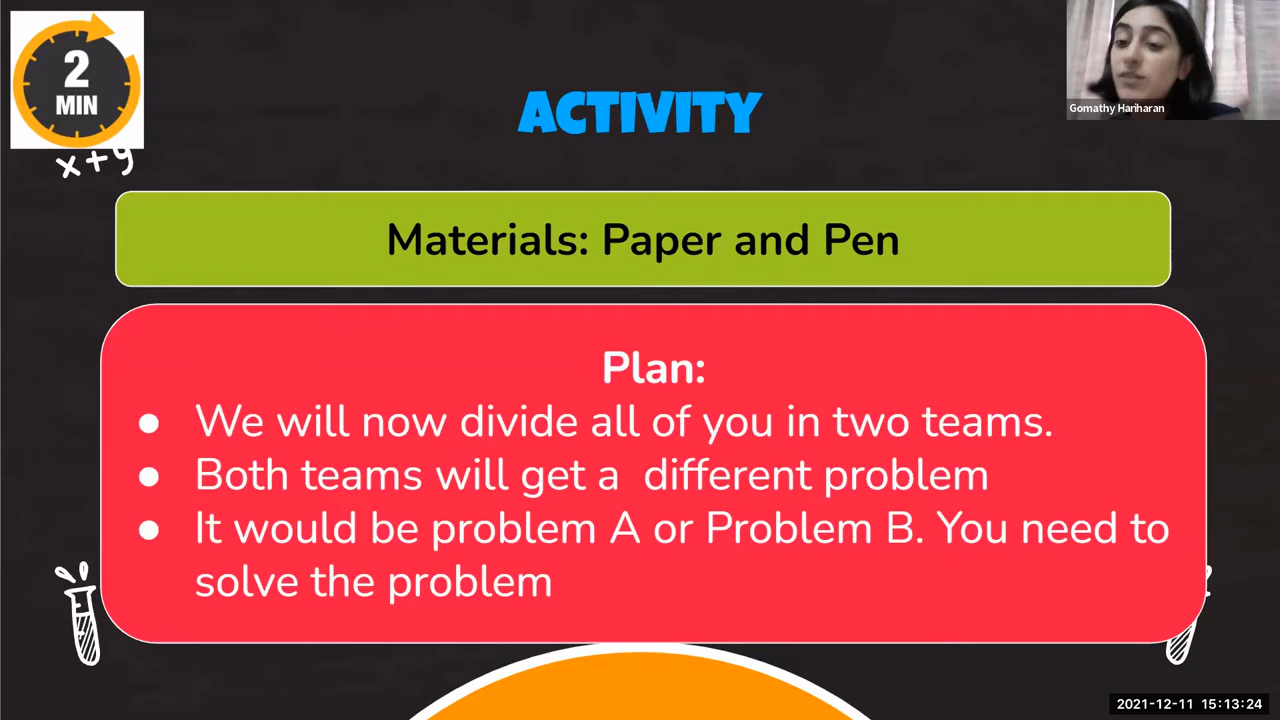 2
MIN
x+y
ACTIVITY
Gomathy Hariharan
Materials: Paper and Pen
Plan:
● We will now divide all of you in two teams.
● Both teams will get a  different problem
● It would be problem A or Problem B. You need to
solve the problem
2021-12-11 15:13:24